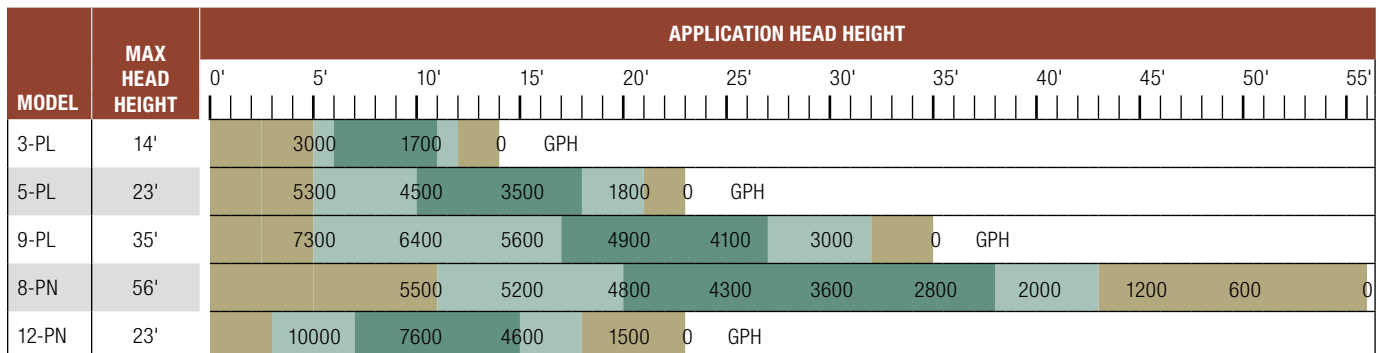 APPLICATION HEAD HEIGHT
MODEL
MAX
HEAD
HEIGHT
0' 5' 10' 15' 20' 25' 30' 35' 40' 45' 50' 55'
3-PL 14' 3000 1700 0 GPH
5-PL 23' 5300 4500 3500 1800 0 GPH
9-PL 35' 7300 6400 5600 4900 4100 3000 0 GPH
8-PN 56' 5500 5200 4800 4300 3600 2800 2000 1200 600 0
12-PN 23' 10000 7600 4600 1500 0 GPH